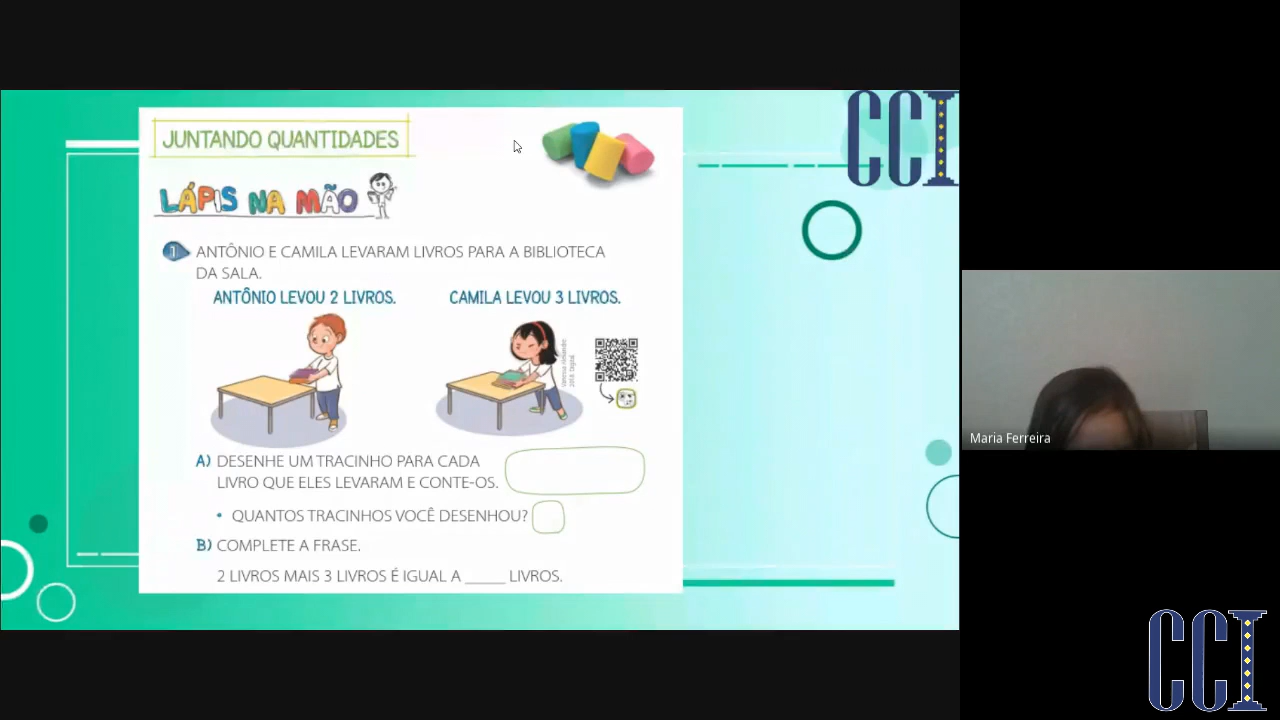 CCI
JUNTANDO QUANTIDADES
LÁPIS NA MÃO
1
ANTÔNIO E CAMILA LEVARAM LIVROS PARA A BIBLIOTECA
DA SALA.
ANTÔNIO LEVOU 2 LIVROS.
CAMILA LEVOU 3 LIVROS.
A) DESENHE UM TRACINHO PARA CADA
LIVRO QUE ELES LEVARAM E CONTE-OS.
• QUANTOS TRACINHOS VOCÊ DESENHOU?
B) COMPLETE A FRASE.
2 LIVROS MAIS 3 LIVROS É IGUAL A _____ LIVROS.
Maria Ferreira
CCI